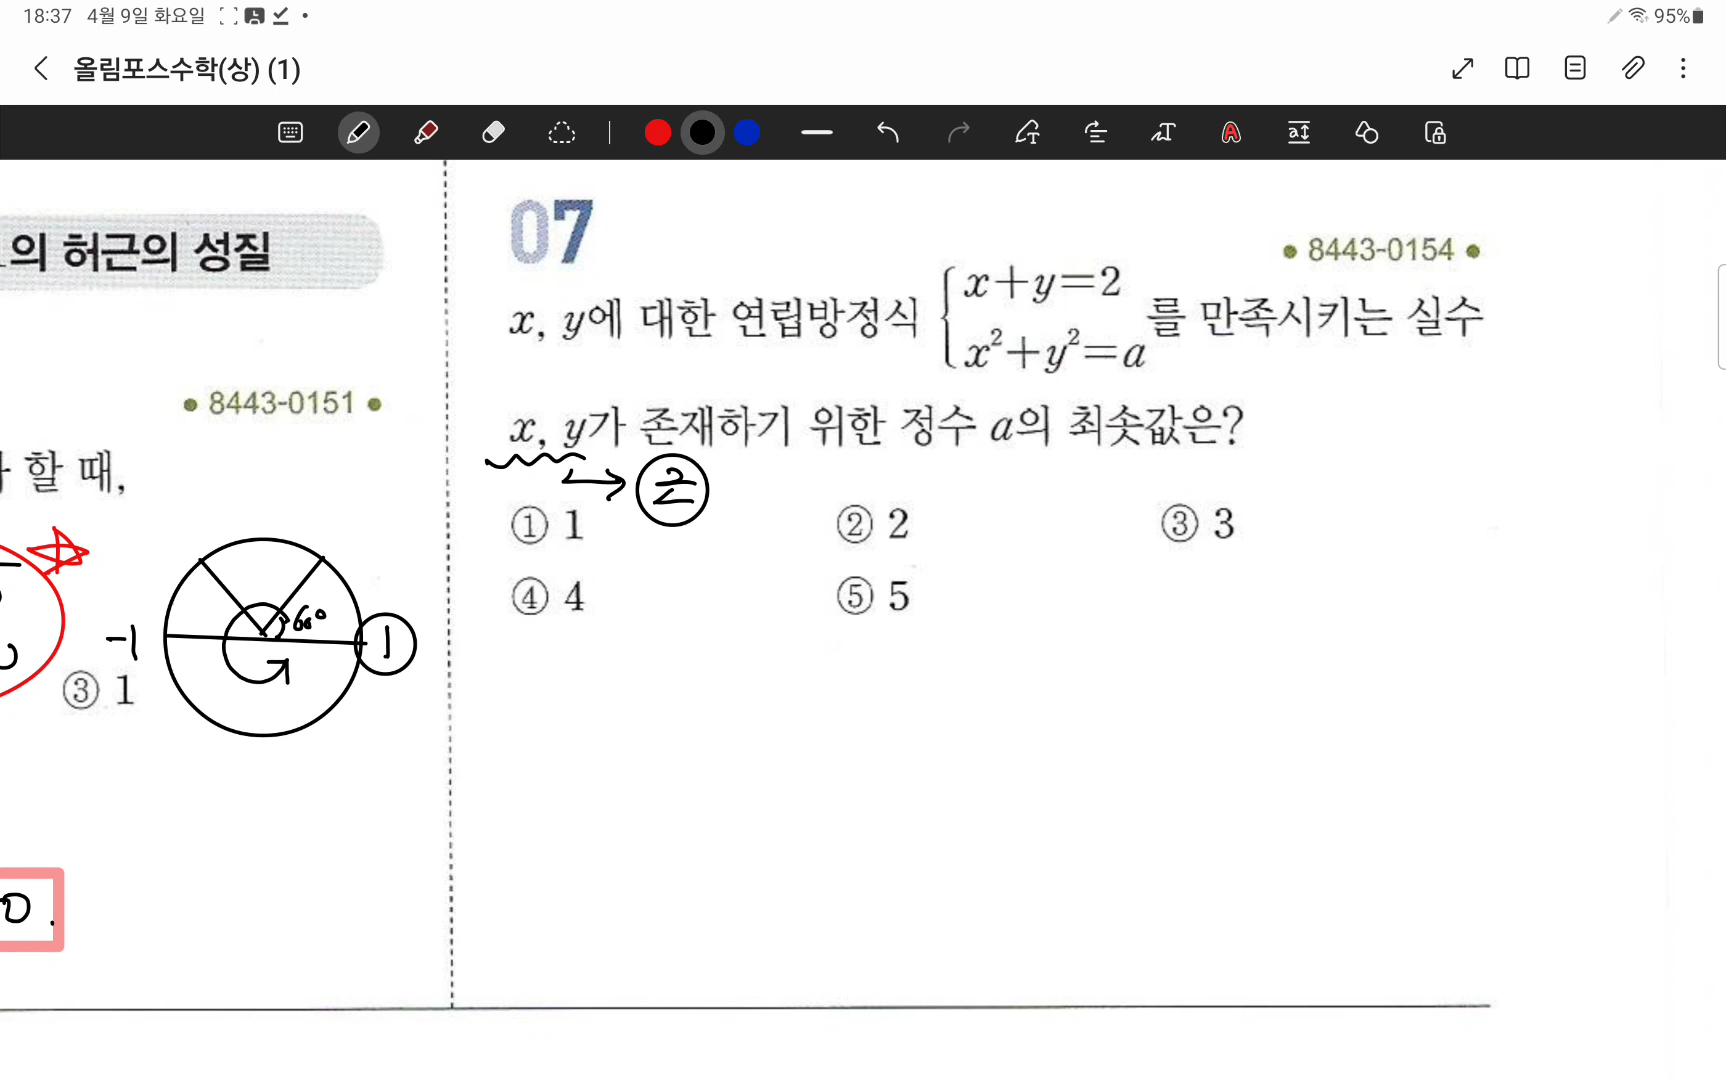 18:37 4월 9일 화요일
95%
올림포스수학(상) (1)
의 허근의 성질
8443-0151
할 때,
-1
60°
1
③ 1
0.
07
8443-0154
x, y에 대한 연립방정식 { x+y=2 x²+y²=a 를 만족시키는 실수
x, y가 존재하기 위한 정수 a의 최솟값은?
근
① 1 ② 2 ③ 3
④ 4 ⑤ 5